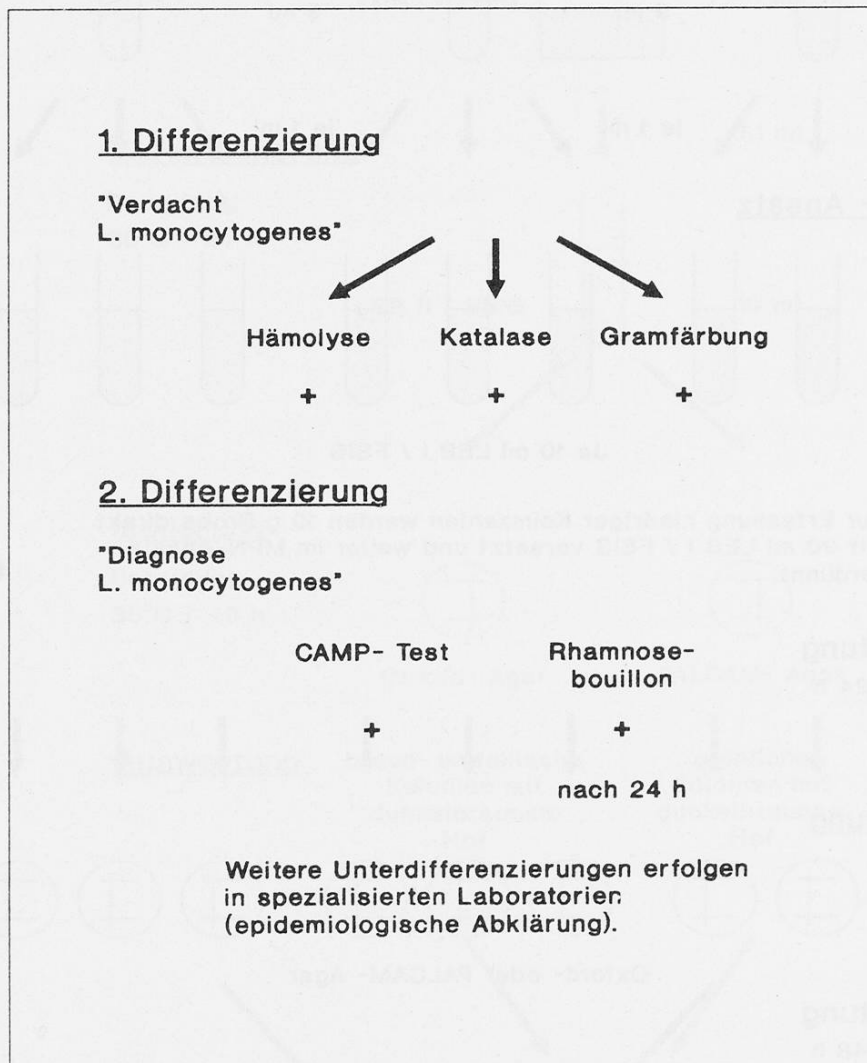 1. Differenzierung
"Verdacht
L. monocytogenes"
Hämolyse Katalase Gramfärbung
+ + +
2. Differenzierung
"Diagnose
L. monocytogenes"
CAMP- Test Rhamnose-
bouillon
+ +
nach 24 h
Weitere Unterdifferenzierungen erfolgen
in spezialisierten Laboratorien
(epidemiologische Abklärung).